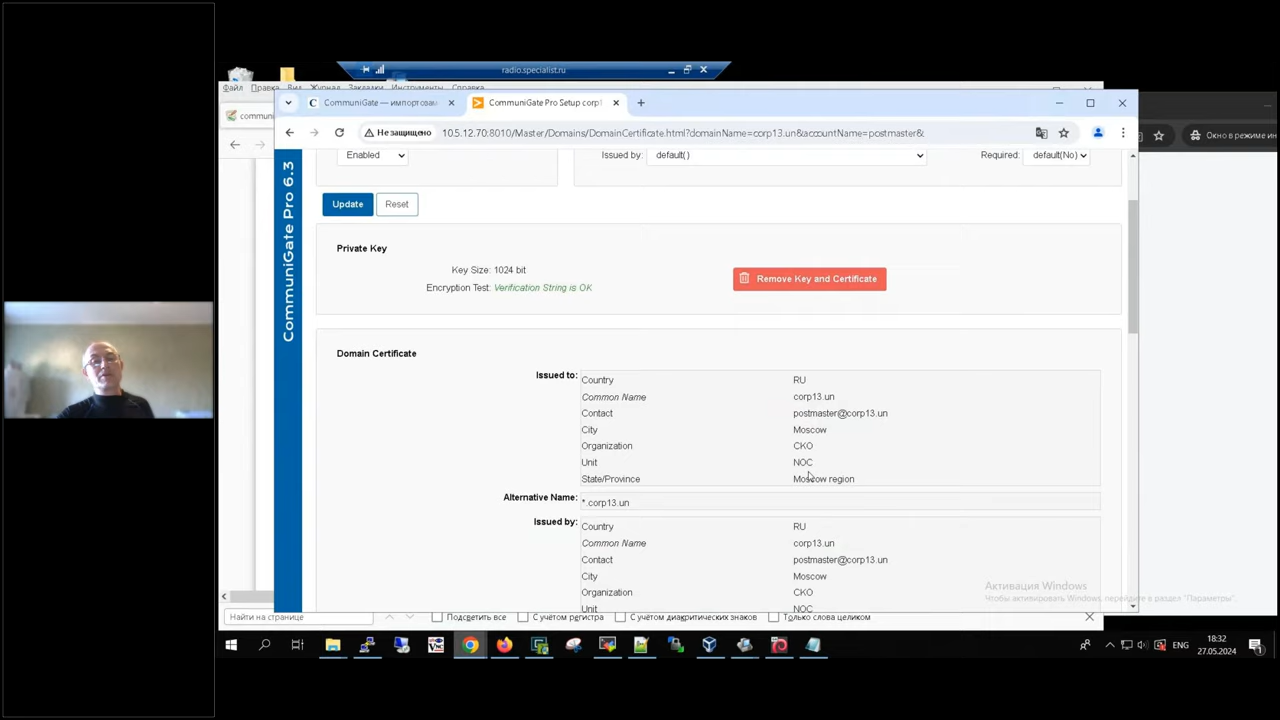 radio.specialist.ru
Файл Правка Вид Журнал Закладки Инструменты Справка
CommuniGate — импортован
CommuniGate Pro Setup corp1
communi
Не защищено
10.5.12.70:8010/Master/Domains/DomainCertificate.html?domainName=corp13.un&accountName=postmaster&
Окно в режиме ин
CommuniGate Pro 6.3
Enabled
Issued by: default()
Required: default(No)
Update
Reset
Private Key
Key Size: 1024 bit
Encryption Test: Verification String is OK
Remove Key and Certificate
Domain Certificate
Issued to:
Country RU
Common Name corp13.un
Contact postmaster@corp13.un
City Moscow
Organization CKO
Unit NOC
State/Province Moscow region
Alternative Name: *.corp13.un
Issued by:
Country RU
Common Name corp13.un
Contact postmaster@corp13.un
City Moscow
Organization CKO
Unit NOC
Активация Windows
Чтобы активировать Windows, перейдите в раздел "Параметры".
Найти на странице
Подсветить все
С учётом регистра
С учётом диакритических знаков
Только слова целиком
ENG
18:32
27.05.2024